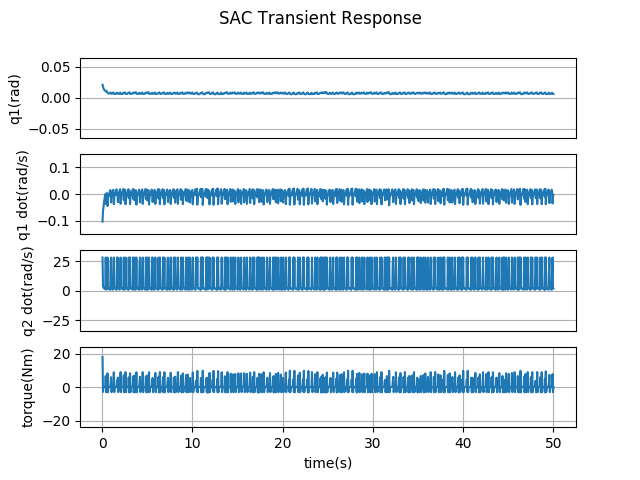 SAC Transient Response
q1(rad)
0.05
0.00
−0.05
q1 dot(rad/s)
0.1
0.0
−0.1
q2 dot(rad/s)
25
0
−25
torque(Nm)
20
0
−20
0 10 20 30 40 50
time(s)